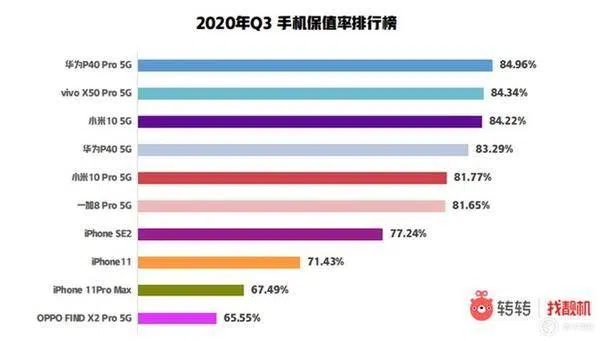 2020年Q3 手机保值率排行榜
华为P40 Pro 5G 84.96%
vivo X50 Pro 5G 84.34%
小米10 5G 84.22%
华为P40 5G 83.29%
小米10 Pro 5G 81.77%
一加8 Pro 5G 81.65%
iPhone SE2 77.24%
iPhone11 71.43%
iPhone 11Pro Max 67.49%
OPPO FIND X2 Pro 5G 65.55%
转转 找靓机